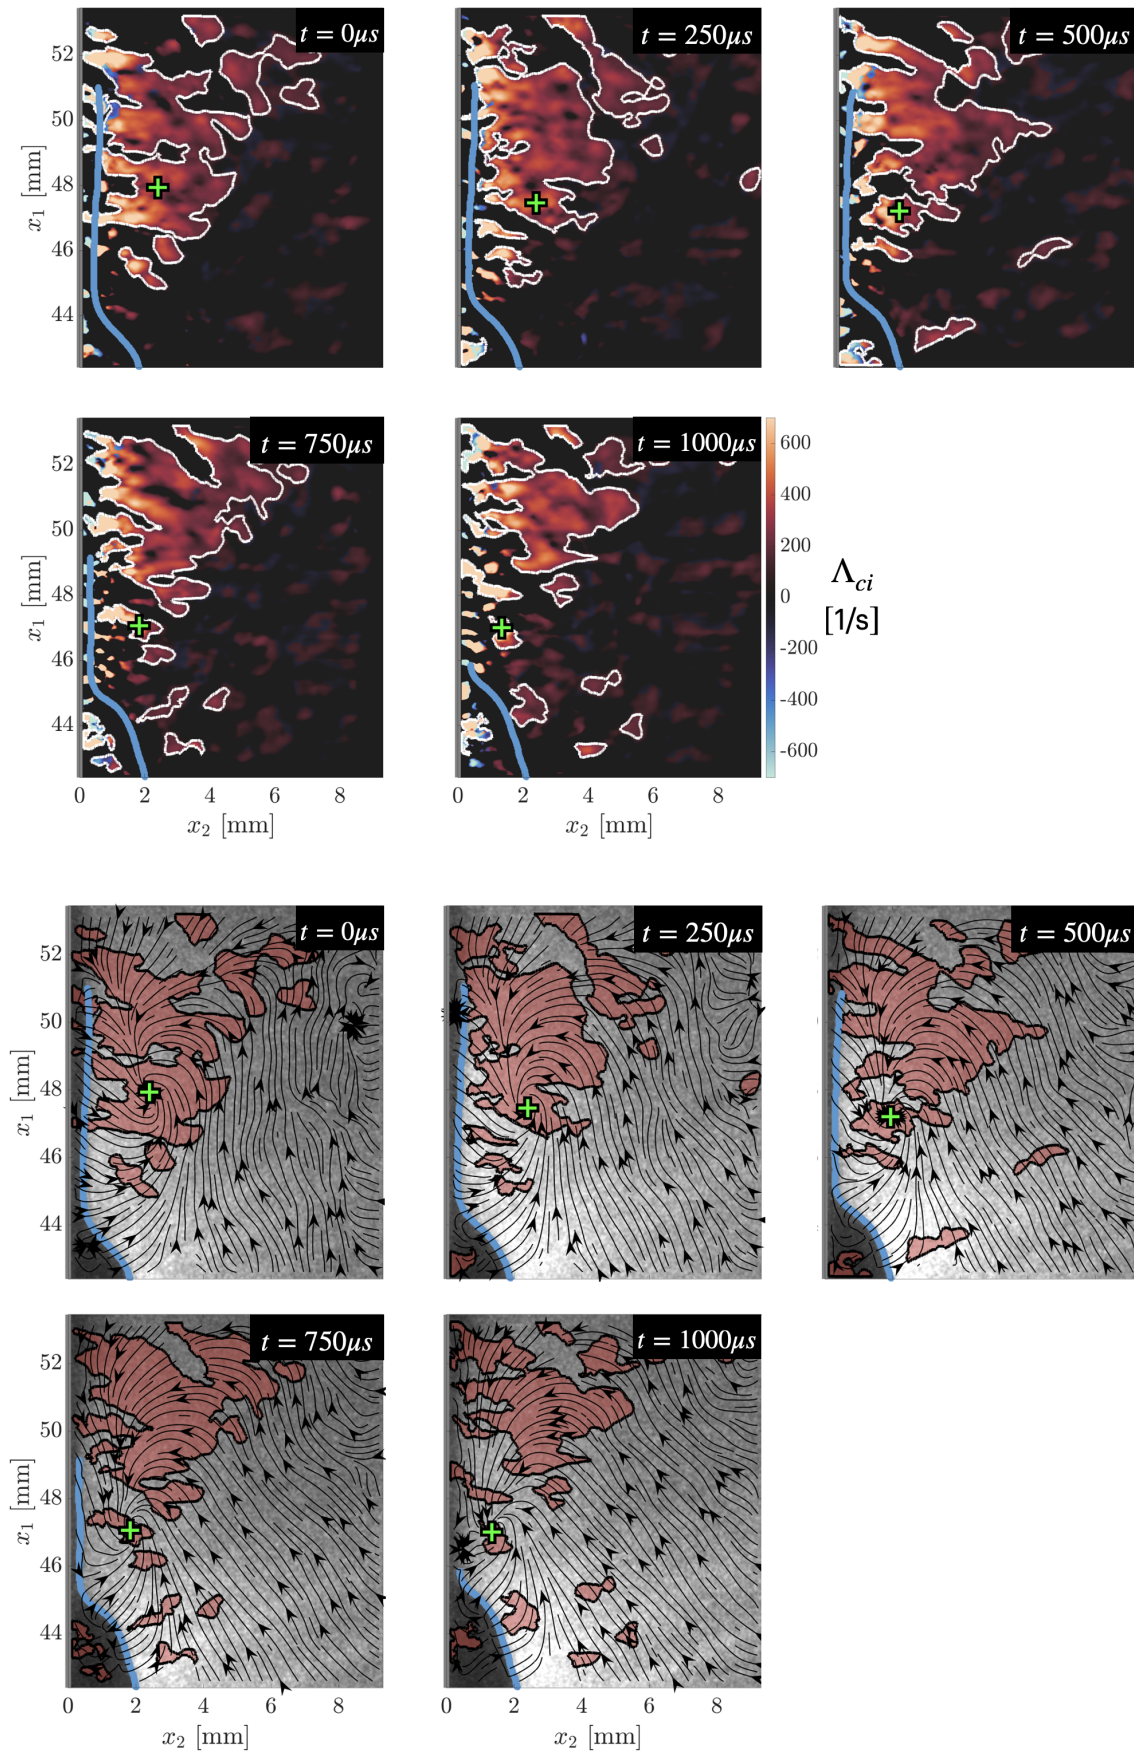 t = 0μs
t = 250μs
t = 500μs
52
50
48
46
44
x₁ [mm]
t = 750μs
t = 1000μs
52
50
48
46
44
x₁ [mm]
0 2 4 6 8
x₂ [mm]
0 2 4 6 8
x₂ [mm]
600
400
200
0
-200
-400
-600
Λci
[1/s]
t = 0μs
t = 250μs
t = 500μs
52
50
48
46
44
x₁ [mm]
t = 750μs
t = 1000μs
52
50
48
46
44
x₁ [mm]
0 2 4 6 8
x₂ [mm]
0 2 4 6 8
x₂ [mm]